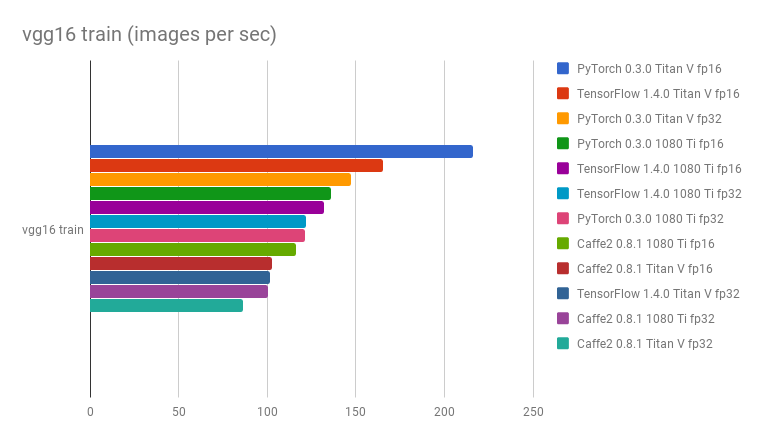 vgg16 train (images per sec)
PyTorch 0.3.0 Titan V fp16
TensorFlow 1.4.0 Titan V fp16
PyTorch 0.3.0 Titan V fp32
PyTorch 0.3.0 1080 Ti fp16
TensorFlow 1.4.0 1080 Ti fp16
TensorFlow 1.4.0 1080 Ti fp32
PyTorch 0.3.0 1080 Ti fp32
Caffe2 0.8.1 1080 Ti fp16
Caffe2 0.8.1 Titan V fp16
TensorFlow 1.4.0 Titan V fp32
Caffe2 0.8.1 1080 Ti fp32
Caffe2 0.8.1 Titan V fp32
vgg16 train
0 50 100 150 200 250